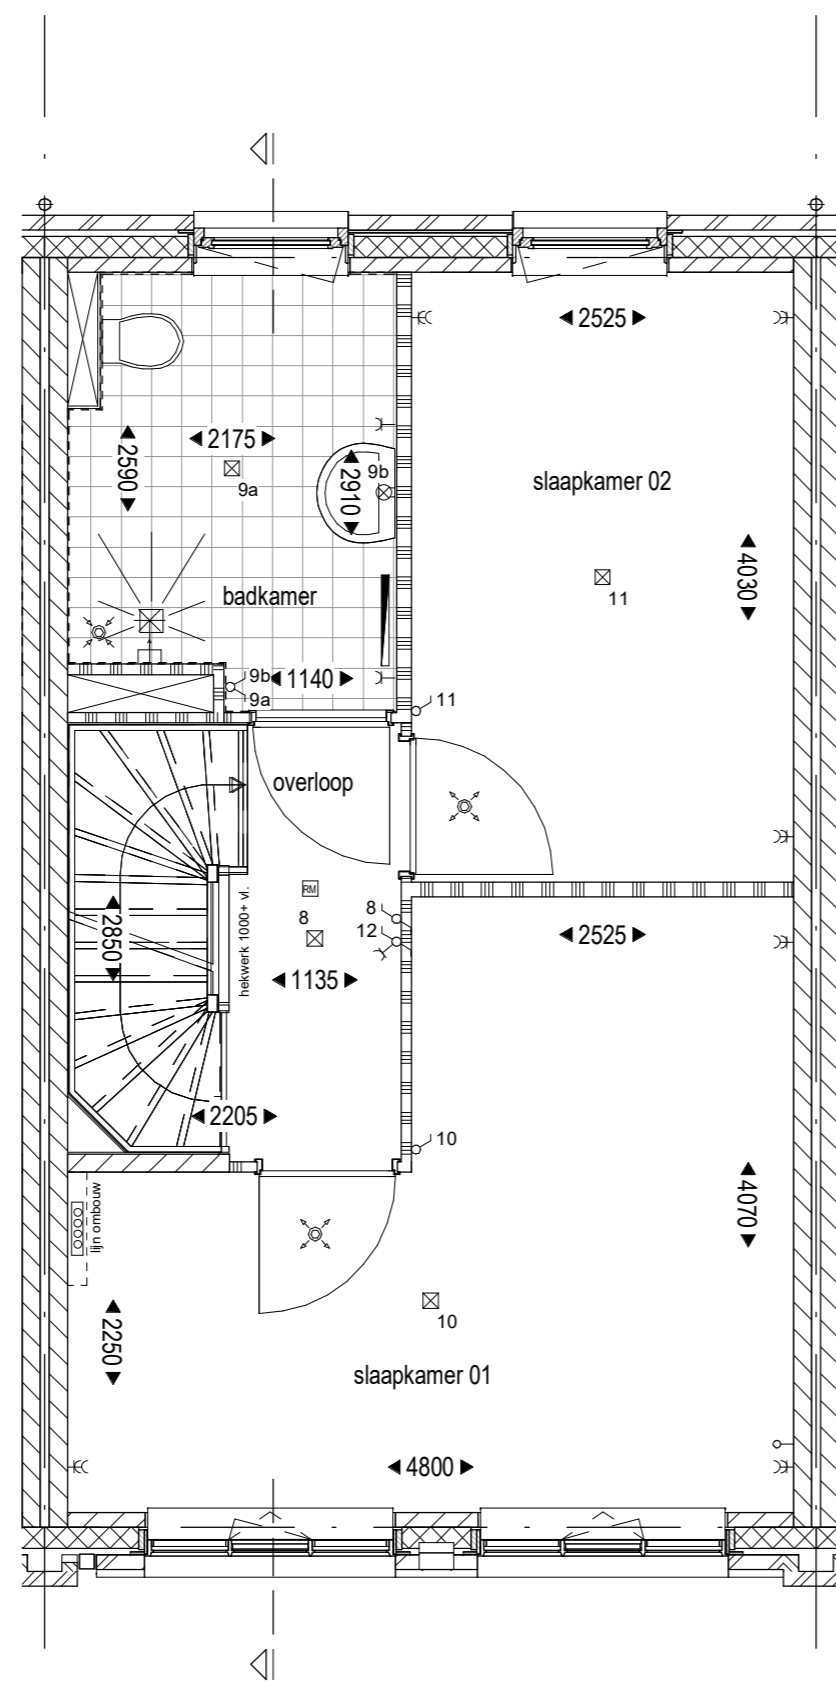 2525
2175
9a
2590
2910
9b
slaapkamer 02
4030
11
badkamer
9b
9a
1140
11
overloop
RM
8
hekwerk 1000+ vl.
2850
8
12
2525
1135
2205
10
lijn ombouw
4070
10
2250
slaapkamer 01
4800